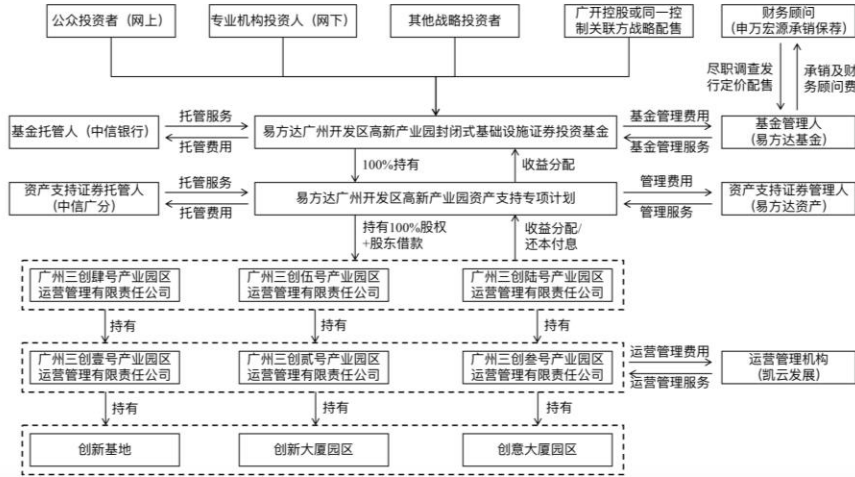 公众投资者（网上）
专业机构投资人（网下）
其他战略投资者
广开控股或同一控
制关联方战略配售
财务顾问
(申万宏源承销保荐)
尽职调查发
行定价配售
承销及财
务顾问费
基金托管人（中信银行）
托管服务
托管费用
易方达广州开发区高新产业园封闭式基础设施证券投资基金
基金管理费用
基金管理服务
基金管理人
(易方达基金)
100%持有
收益分配
资产支持证券托管人
(中信广分)
托管服务
托管费用
易方达广州开发区高新产业园资产支持专项计划
管理费用
管理服务
资产支持证券管理人
(易方达资产)
持有100%股权
+股东借款
收益分配/
还本付息
广州三创肆号产业园区
运营管理有限责任公司
广州三创伍号产业园区
运营管理有限责任公司
广州三创陆号产业园区
运营管理有限责任公司
持有
持有
持有
广州三创壹号产业园区
运营管理有限责任公司
广州三创贰号产业园区
运营管理有限责任公司
广州三创叁号产业园区
运营管理有限责任公司
运营管理费用
运营管理服务
运营管理机构
(凯云发展)
持有
持有
持有
创新基地
创新大厦园区
创意大厦园区